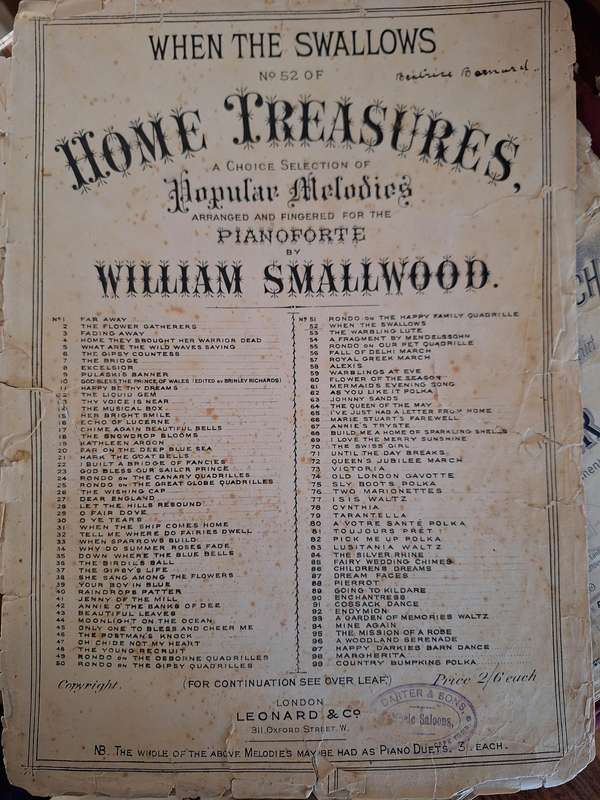 WHEN THE SWALLOWS
No 52 OF
Beatrice Barnard
HOME TREASURES,
A CHOICE SELECTION OF
Popular Melodies
ARRANGED AND FINGERED FOR THE
PIANOFORTE
BY
WILLIAM SMALLWOOD.
No 1 FAR AWAY
2 THE FLOWER GATHERERS
3 FADING AWAY
4 HOME THEY BROUGHT HER WARRIOR DEAD
5 WHAT ARE THE WILD WAVES SAYING
6 THE GIPSY COUNTESS
7 THE BRIDGE
8 EXCELSIOR
9 PULASKI'S BANNER
10 GOD BLESS THE PRINCE OF WALES (EDITED BY BRINLEY RICHARDS)
11 HAPPY BE THY DREAMS
12 THE LIQUID GEM
13 THY VOICE IS NEAR
14 THE MUSICAL BOX
15 HER BRIGHT SMILE
16 ECHO OF LUCERNE
17 CHIME AGAIN BEAUTIFUL BELLS
18 THE SNOWDROP BLOOMS
19 KATHLEEN AROON
20 FAR ON THE DEEP BLUE SEA
21 HARK THE GOAT BELLS
22 I BUILT A BRIDGE OF FANCIES
23 GOD BLESS OUR SAILOR PRINCE
24 RONDO ON THE CANARY QUADRILLES
25 RONDO ON THE GREAT GLOBE QUADRILLES
26 THE WISHING CAP
27 DEAR ENGLAND
28 LET THE HILLS RESOUND
29 O FAIR DOVE
30 O YE TEARS
31 WHEN THE SHIP COMES HOME
32 TELL ME WHERE DO FAIRIES DWELL
33 WHEN SPARROWS BUILD
34 WHY DO SUMMER ROSES FADE
35 DOWN WHERE THE BLUE BELLS
36 THE BIRDIE'S BALL
37 THE GIPSY'S LIFE
38 SHE SANG AMONG THE FLOWERS
39 YOUR BOY IN BLUE
40 RAINDROPS PATTER
41 JENNY OF THE MILL
42 ANNIE O' THE BANKS OF DEE
43 BEAUTIFUL LEAVES
44 MOONLIGHT ON THE OCEAN
45 ONLY ONE TO BLESS AND CHEER ME
46 THE POSTMAN'S KNOCK
47 OH CHIDE NOT MY HEART
48 THE YOUNG RECRUIT
49 RONDO ON THE OSBORNE QUADRILLES
50 RONDO ON THE GIPSY QUADRILLES
No 51 RONDO ON THE HAPPY FAMILY QUADRILLE
52 WHEN THE SWALLOWS
53 THE WARBLING LUTE
54 A FRAGMENT BY MENDELSSOHN
55 RONDO ON OUR PET QUADRILLE
56 FALL OF DELHI MARCH
57 ROYAL GREEK MARCH
58 ALEXIS
59 WARBLINGS AT EVE
60 FLOWER OF THE SEASON
61 MERMAIDS EVENING SONG
62 AS YOU LIKE IT POLKA
63 JOHNNY SANDS
64 THE QUEEN OF THE MAY
65 I'VE JUST HAD A LETTER FROM HOME
66 MARIE STUART'S FAREWELL
67 ANNIE'S TRYSTE
68 BUILD ME A HOME OF SPARKLING SHELLS
69 I LOVE THE MERRY SUNSHINE
70 THE SWISS GIRL
71 UNTIL THE DAY BREAKS
72 QUEEN'S JUBILEE MARCH
73 VICTORIA
74 OLD LONDON GAVOTTE
75 SLY BOOTS POLKA
76 TWO MARIONETTES
77 ISIS WALTZ
78 CYNTHIA
79 TARANTELLA
80 A VOTRE SANTÉ POLKA
81 TOUJOURS PRÊT!
82 PICK ME UP POLKA
83 LUSITANIA WALTZ
84 THE SILVER RHINE
85 FAIRY WEDDING CHIMES
86 CHILDREN'S DREAMS
87 DREAM FACES
88 PIERROT
89 GOING TO KILDARE
90 ENCHANTRESS
91 COSSACK DANCE
92 ENDYMION
93 A GARDEN OF MEMORIES WALTZ
94 MINE AGAIN
95 THE MISSION OF A ROSE
96 A WOODLAND SERENADE
97 HAPPY DARKIES BARN DANCE
98 MARGHERITA
99 COUNTRY BUMPKINS POLKA
Copyright. (FOR CONTINUATION SEE OVER LEAF.) Price 2/6 each
LONDON
LEONARD & Co
311, OXFORD STREET, W.
DARTER & SONS
Music Saloons,
NB. THE WHOLE OF THE ABOVE MELODIES MAY BE HAD AS PIANO DUETS. 3/. EACH.